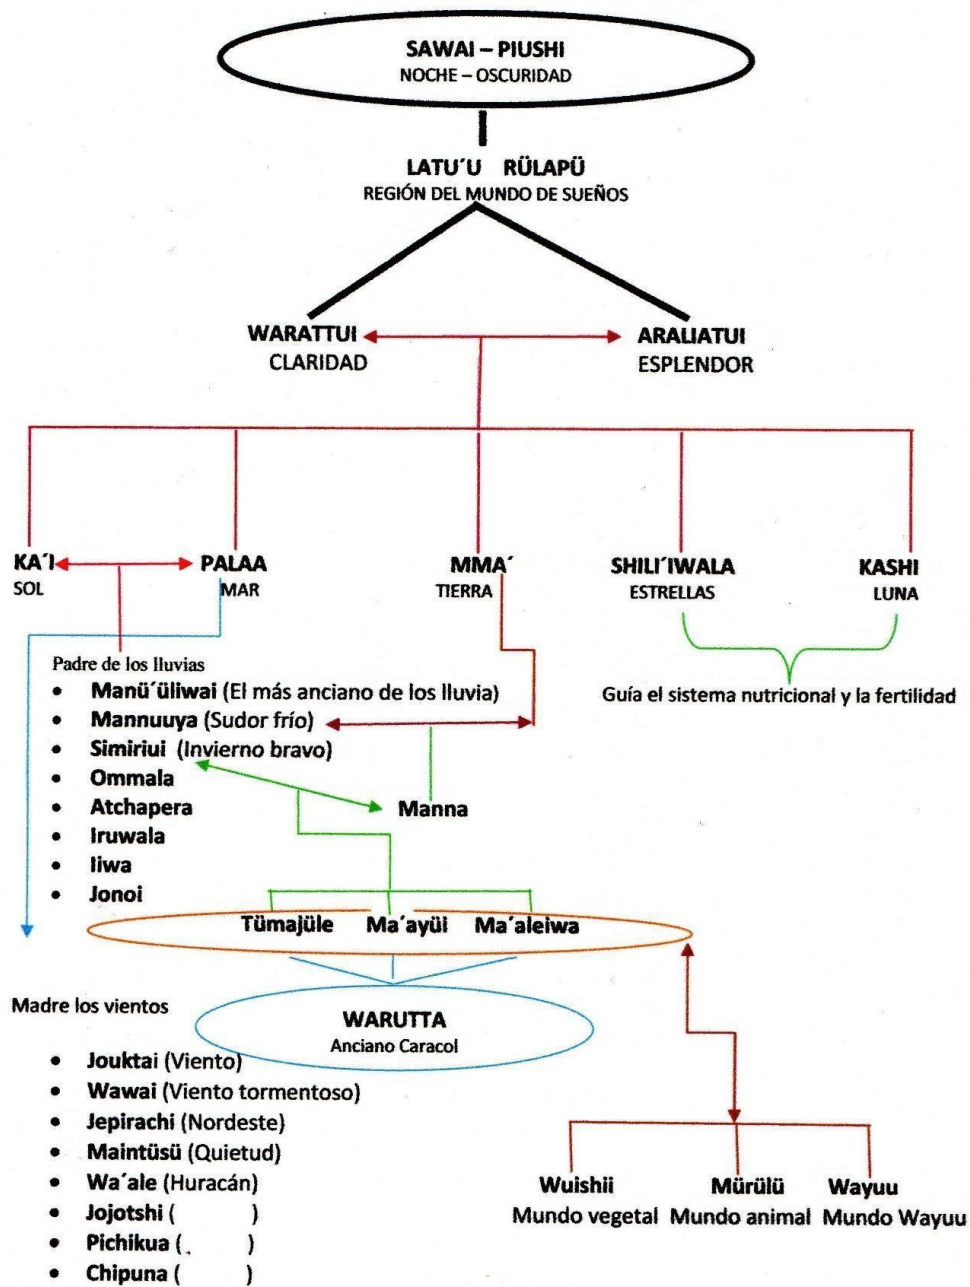 SAWAI – PIUSHI
NOCHE – OSCURIDAD
LATU´U RÜLAPÜ
REGIÓN DEL MUNDO DE SUEÑOS
WARATTUI
CLARIDAD
ARALIATUI
ESPLENDOR
KA´I
SOL
PALAA
MAR
MMA´
TIERRA
SHILI´IWALA
ESTRELLAS
KASHI
LUNA
Padre de los lluvias
• Manü´üliwai (El más anciano de los lluvia)
• Mannuuya (Sudor frío)
• Simiriui (Invierno bravo)
• Ommala
• Atchapera
• Iruwala
• Iiwa
• Jonoi
Guía el sistema nutricional y la fertilidad
Manna
Tümajüle Ma´ayüi Ma´aleiwa
WARUTTA
Anciano Caracol
Madre los vientos
• Jouktai (Viento)
• Wawai (Viento tormentoso)
• Jepirachi (Nordeste)
• Maintüsü (Quietud)
• Wa´ale (Huracán)
• Jojotshi ( )
• Pichikua ( )
• Chipuna ( )
Wuishii
Mundo vegetal
Mürülü
Mundo animal
Wayuu
Mundo Wayuu